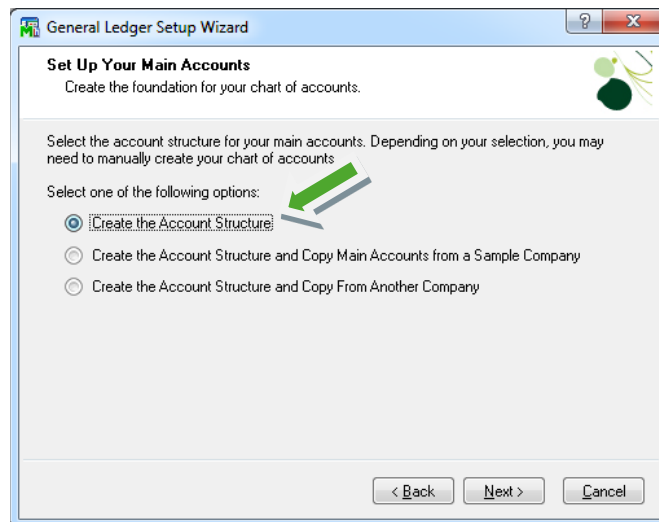 General Ledger Setup Wizard
Set Up Your Main Accounts
Create the foundation for your chart of accounts.
Select the account structure for your main accounts. Depending on your selection, you may
need to manually create your chart of accounts
Select one of the following options:
Create the Account Structure
Create the Account Structure and Copy Main Accounts from a Sample Company
Create the Account Structure and Copy From Another Company
< Back Next > Cancel